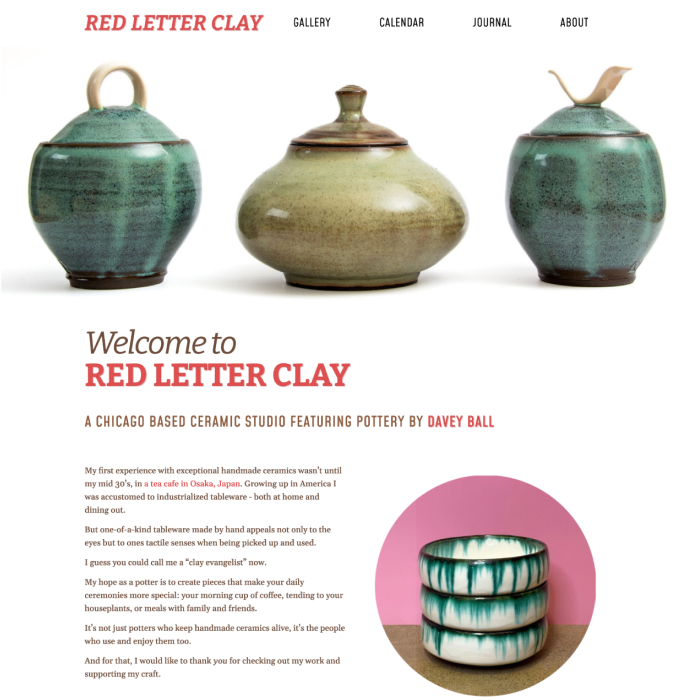 RED LETTER CLAY GALLERY CALENDAR JOURNAL ABOUT
Welcome to
RED LETTER CLAY
A CHICAGO BASED CERAMIC STUDIO FEATURING POTTERY BY DAVEY BALL
My first experience with exceptional handmade ceramics wasn't until
my mid 30's, in a tea cafe in Osaka, Japan. Growing up in America I
was accustomed to industrialized tableware - both at home and
dining out.
But one-of-a-kind tableware made by hand appeals not only to the
eyes but to ones tactile senses when being picked up and used.
I guess you could call me a “clay evangelist” now.
My hope as a potter is to create pieces that make your daily
ceremonies more special: your morning cup of coffee, tending to your
houseplants, or meals with family and friends.
It's not just potters who keep handmade ceramics alive, it's the people
who use and enjoy them too.
And for that, I would like to thank you for checking out my work and
supporting my craft.